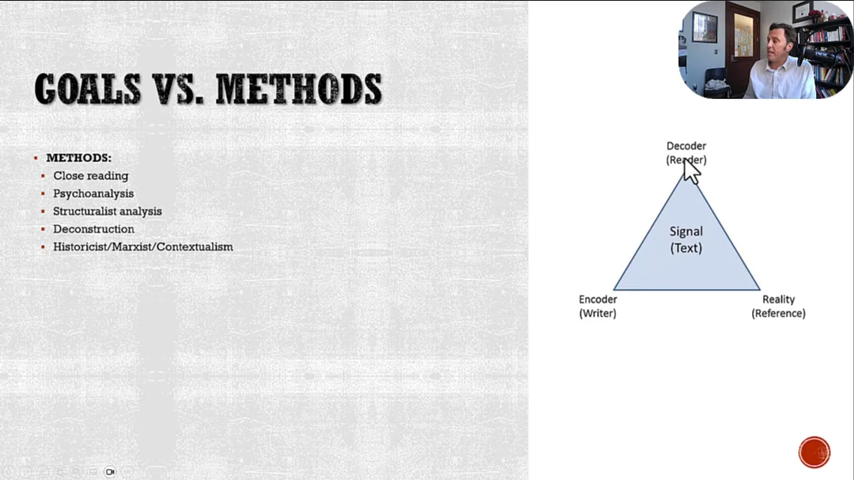 GOALS VS. METHODS
METHODS:
Close reading
Psychoanalysis
Structuralist analysis
Deconstruction
Historicist/Marxist/Contextualism
Decoder
(Reader)
Signal
(Text)
Encoder
(Writer)
Reality
(Reference)